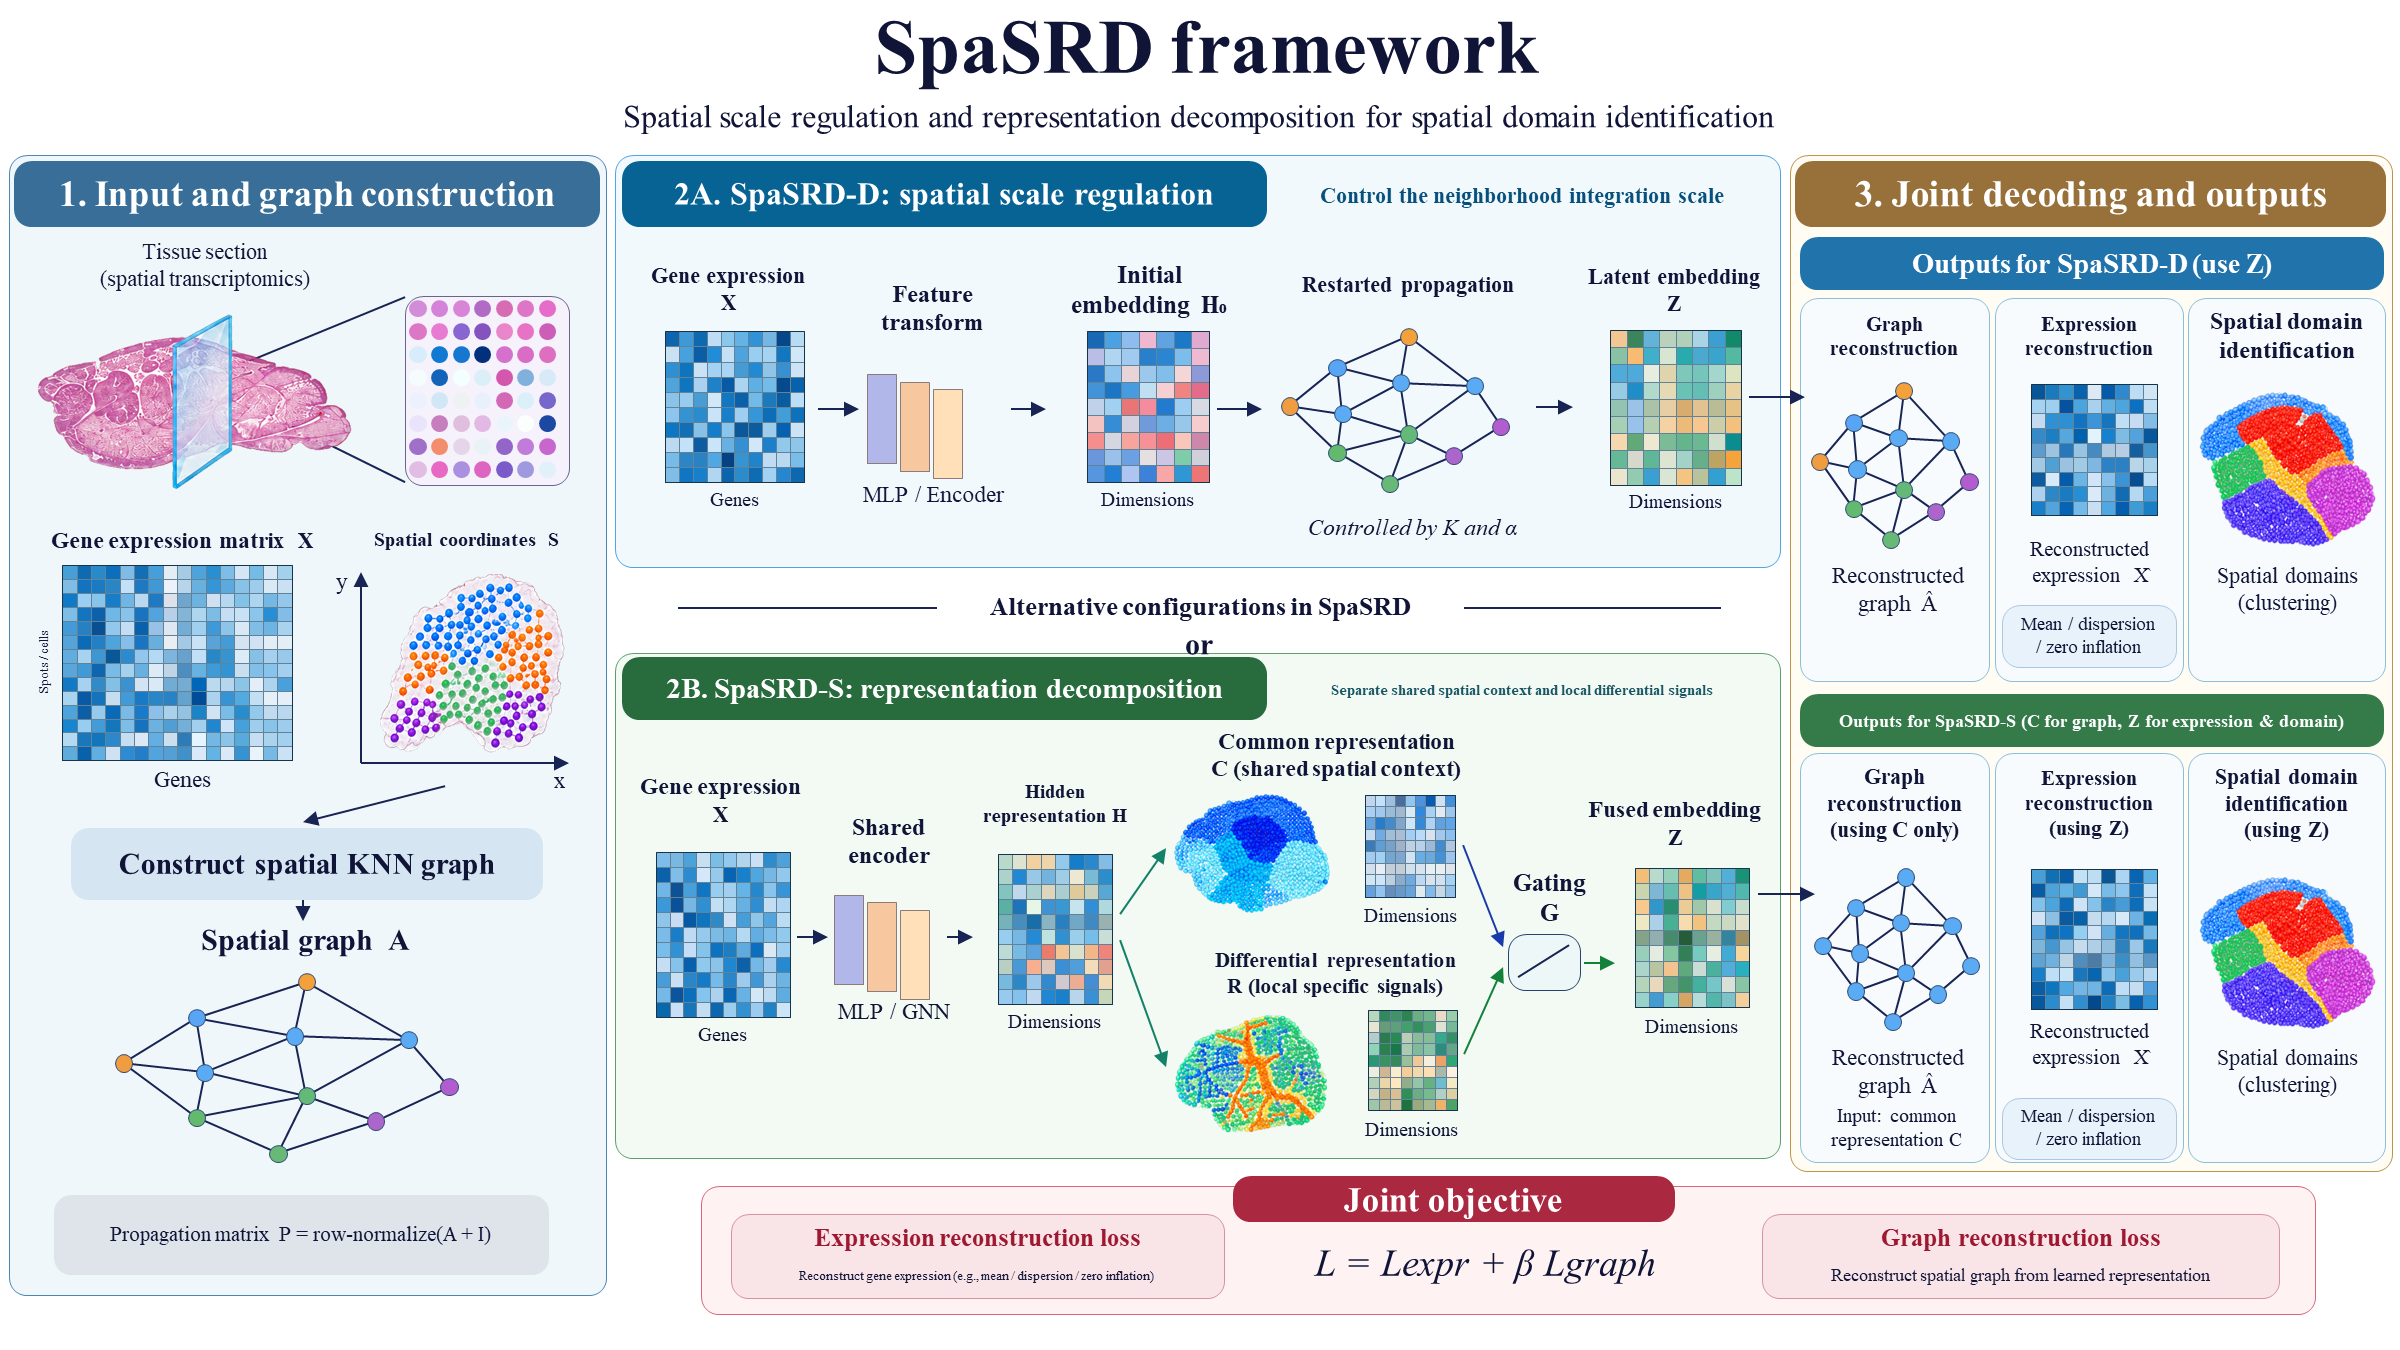 SpaSRD framework
Spatial scale regulation and representation decomposition for spatial domain identification
1. Input and graph construction
Tissue section
(spatial transcriptomics)
Gene expression matrix X
Spots / cells
Genes
Spatial coordinates S
y
x
Construct spatial KNN graph
Spatial graph A
Propagation matrix P = row-normalize(A + I)
2A. SpaSRD-D: spatial scale regulation
Control the neighborhood integration scale
Gene expression
X
Genes
Feature
transform
MLP / Encoder
Initial
embedding H₀
Dimensions
Restarted propagation
Controlled by K and α
Latent embedding
Z
Dimensions
Alternative configurations in SpaSRD
or
2B. SpaSRD-S: representation decomposition
Separate shared spatial context and local differential signals
Gene expression
X
Genes
Shared
encoder
MLP / GNN
Hidden
representation H
Dimensions
Common representation
C (shared spatial context)
Dimensions
Differential representation
R (local specific signals)
Dimensions
Gating
G
Fused embedding
Z
Dimensions
3. Joint decoding and outputs
Outputs for SpaSRD-D (use Z)
Graph
reconstruction
Reconstructed
graph Â
Expression
reconstruction
Reconstructed
expression X̂
Mean / dispersion
/ zero inflation
Spatial domain
identification
Spatial domains
(clustering)
Outputs for SpaSRD-S (C for graph, Z for expression & domain)
Graph
reconstruction
(using C only)
Reconstructed
graph Â
Input: common
representation C
Expression
reconstruction
(using Z)
Reconstructed
expression X̂
Mean / dispersion
/ zero inflation
Spatial domain
identification
(using Z)
Spatial domains
(clustering)
Joint objective
Expression reconstruction loss
Reconstruct gene expression (e.g., mean / dispersion / zero inflation)
L = Lexpr + β Lgraph
Graph reconstruction loss
Reconstruct spatial graph from learned representation